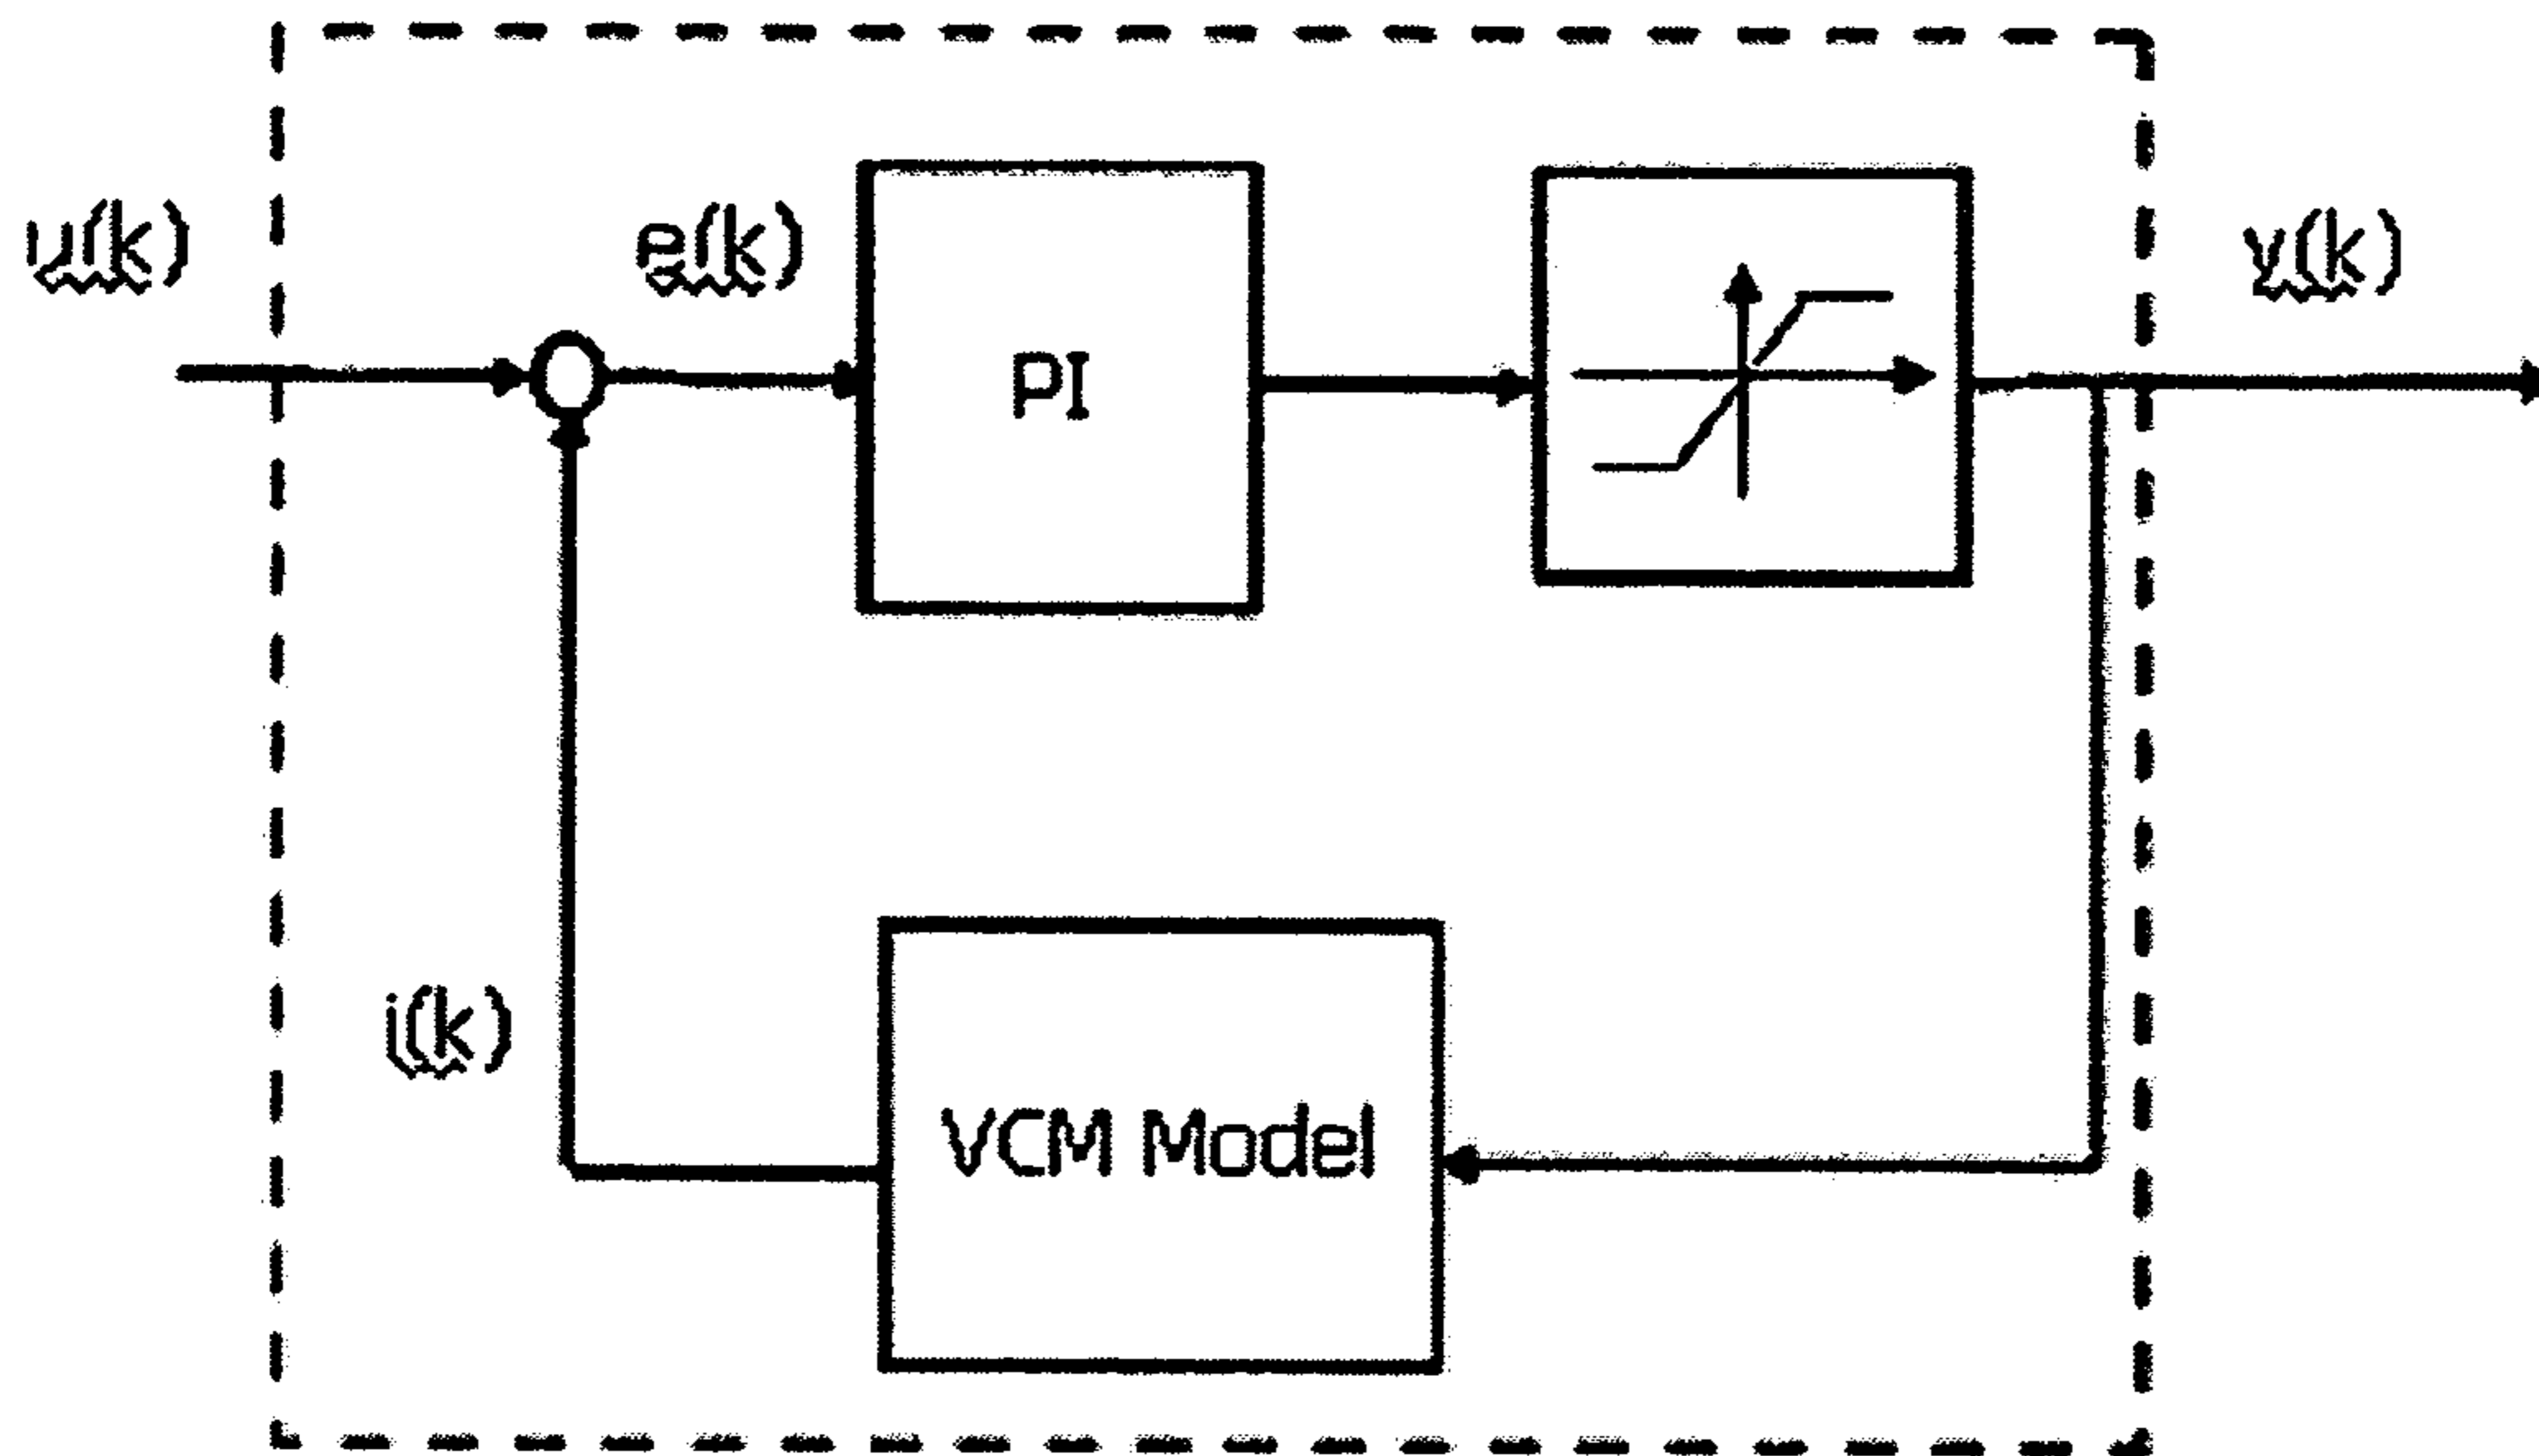 u(k)
e(k)
v(k)
PI
i(k)
VCM Model